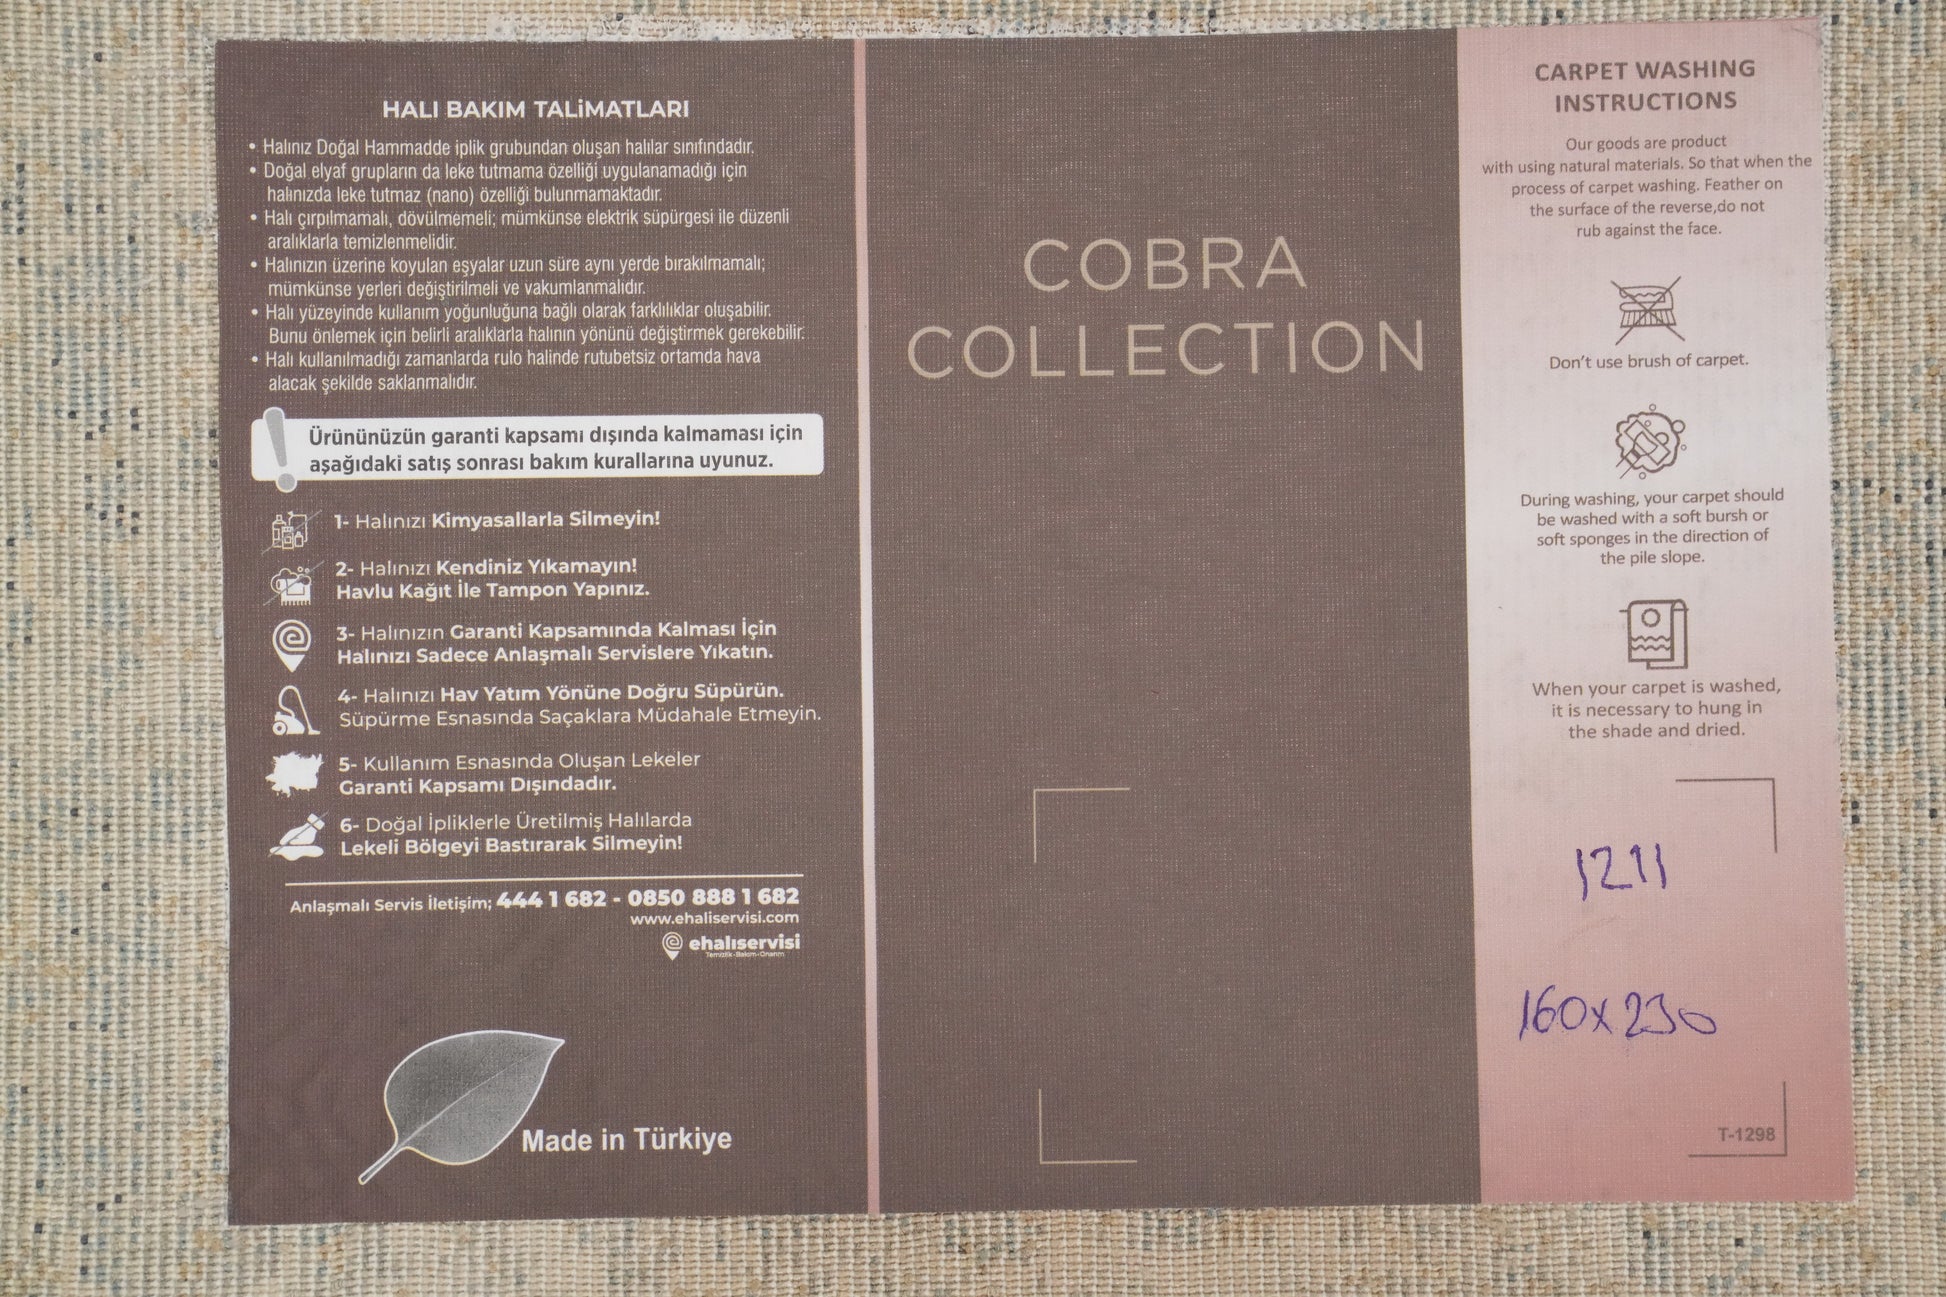 HALI BAKIM TALiMATLARI
• Halınız Doğal Hammadde iplik grubundan oluşan halılar sınıfındadır.
• Doğal elyaf grupların da leke tutmama özelliği uygulanamadığı için
halınızda leke tutmaz (nano) özelliği bulunmamaktadır.
• Halı çırpılmamalı, dövülmemeli; mümkünse elektrik süpürgesi ile düzenli
aralıklarla temizlenmelidir.
• Halınızın üzerine koyulan eşyalar uzun süre aynı yerde bırakılmamalı;
mümkünse yerleri değiştirilmeli ve vakumlanmalıdır.
• Halı yüzeyinde kullanım yoğunluğuna bağlı olarak farklılıklar oluşabilir.
Bunu önlemek için belirli aralıklarla halının yönünü değiştirmek gerekebilir.
• Halı kullanılmadığı zamanlarda rulo halinde rutubetsiz ortamda hava
alacak şekilde saklanmalıdır.
Ürününüzün garanti kapsamı dışında kalmaması için
aşağıdaki satış sonrası bakım kurallarına uyunuz.
1- Halınızı Kimyasallarla Silmeyin!
2- Halınızı Kendiniz Yıkamayın!
Havlu Kağıt İle Tampon Yapınız.
3- Halınızın Garanti Kapsamında Kalması İçin
Halınızı Sadece Anlaşmalı Servislere Yıkatın.
4- Halınızı Hav Yatım Yönüne Doğru Süpürün.
Süpürme Esnasında Saçaklara Müdahale Etmeyin.
5- Kullanım Esnasında Oluşan Lekeler
Garanti Kapsamı Dışındadır.
6- Doğal İpliklerle Üretilmiş Halılarda
Lekeli Bölgeyi Bastırarak Silmeyin!
Anlaşmalı Servis İletişim; 444 1 682 - 0850 888 1 682
www.ehaliservisi.com
ehalıservisi
Temizlik-Bakım-Onarım
Made in Türkiye
COBRA
COLLECTION
CARPET WASHING
INSTRUCTIONS
Our goods are product
with using natural materials. So that when the
process of carpet washing. Feather on
the surface of the reverse,do not
rub against the face.
Don't use brush of carpet.
During washing, your carpet should
be washed with a soft bursh or
soft sponges in the direction of
the pile slope.
When your carpet is washed,
it is necessary to hung in
the shade and dried.
1211
160x230
T-1298